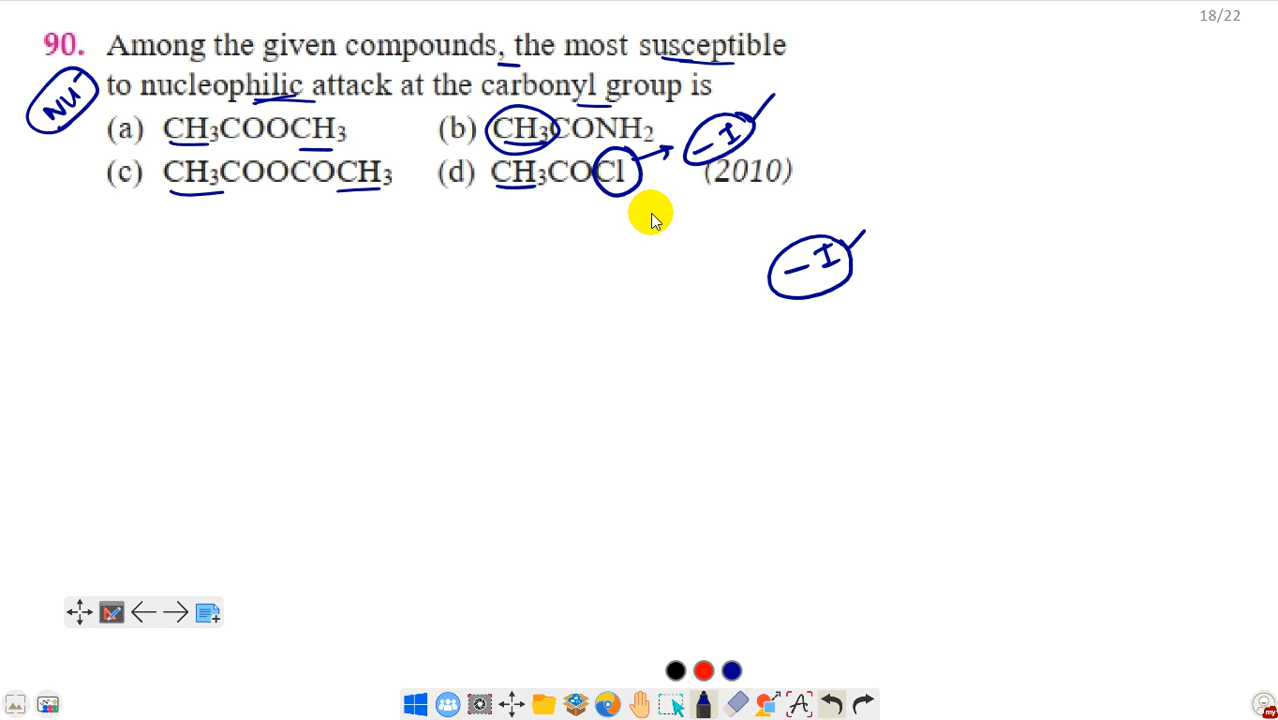 18/22
90. Among the given compounds, the most susceptible
to nucleophilic attack at the carbonyl group is
NU⁻
(a) CH₃COOCH₃ (b) CH₃CONH₂
– I
(c) CH₃COOCOCH₃ (d) CH₃COCl (2010)
– I
A
my